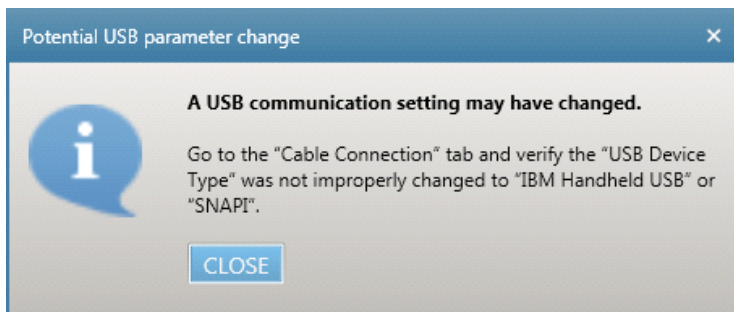 Potential USB parameter change
A USB communication setting may have changed.
Go to the “Cable Connection” tab and verify the “USB Device
Type” was not improperly changed to “IBM Handheld USB” or
“SNAPI”.
CLOSE